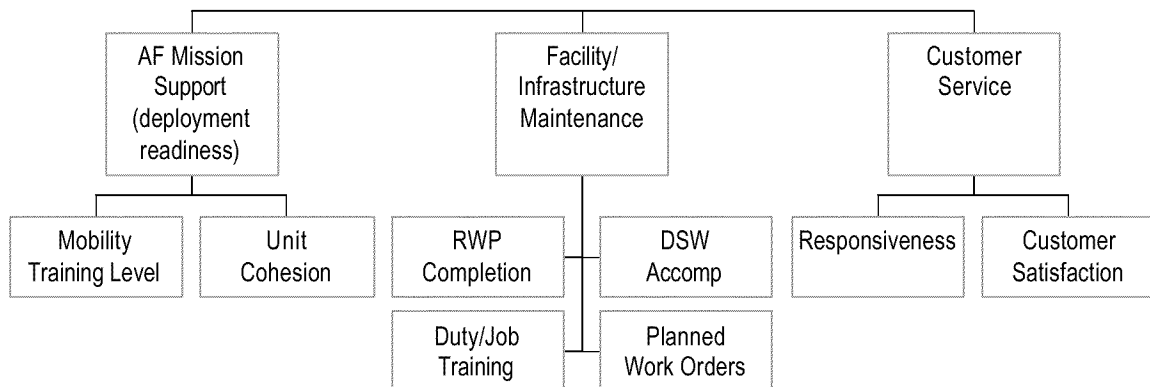 AF Mission
Support
(deployment
readiness)
Facility/
Infrastructure
Maintenance
Customer
Service
Mobility
Training Level
Unit
Cohesion
RWP
Completion
DSW
Accomp
Responsiveness
Customer
Satisfaction
Duty/Job
Training
Planned
Work Orders